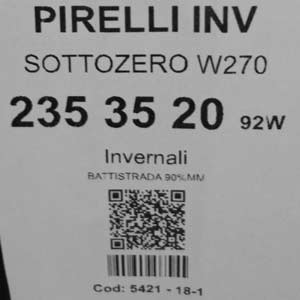 PIRELLI INV
SOTTOZERO W270
235 35 20 92W
Invernali
BATTISTRADA 90%MM
Cod: 5421 - 18-1